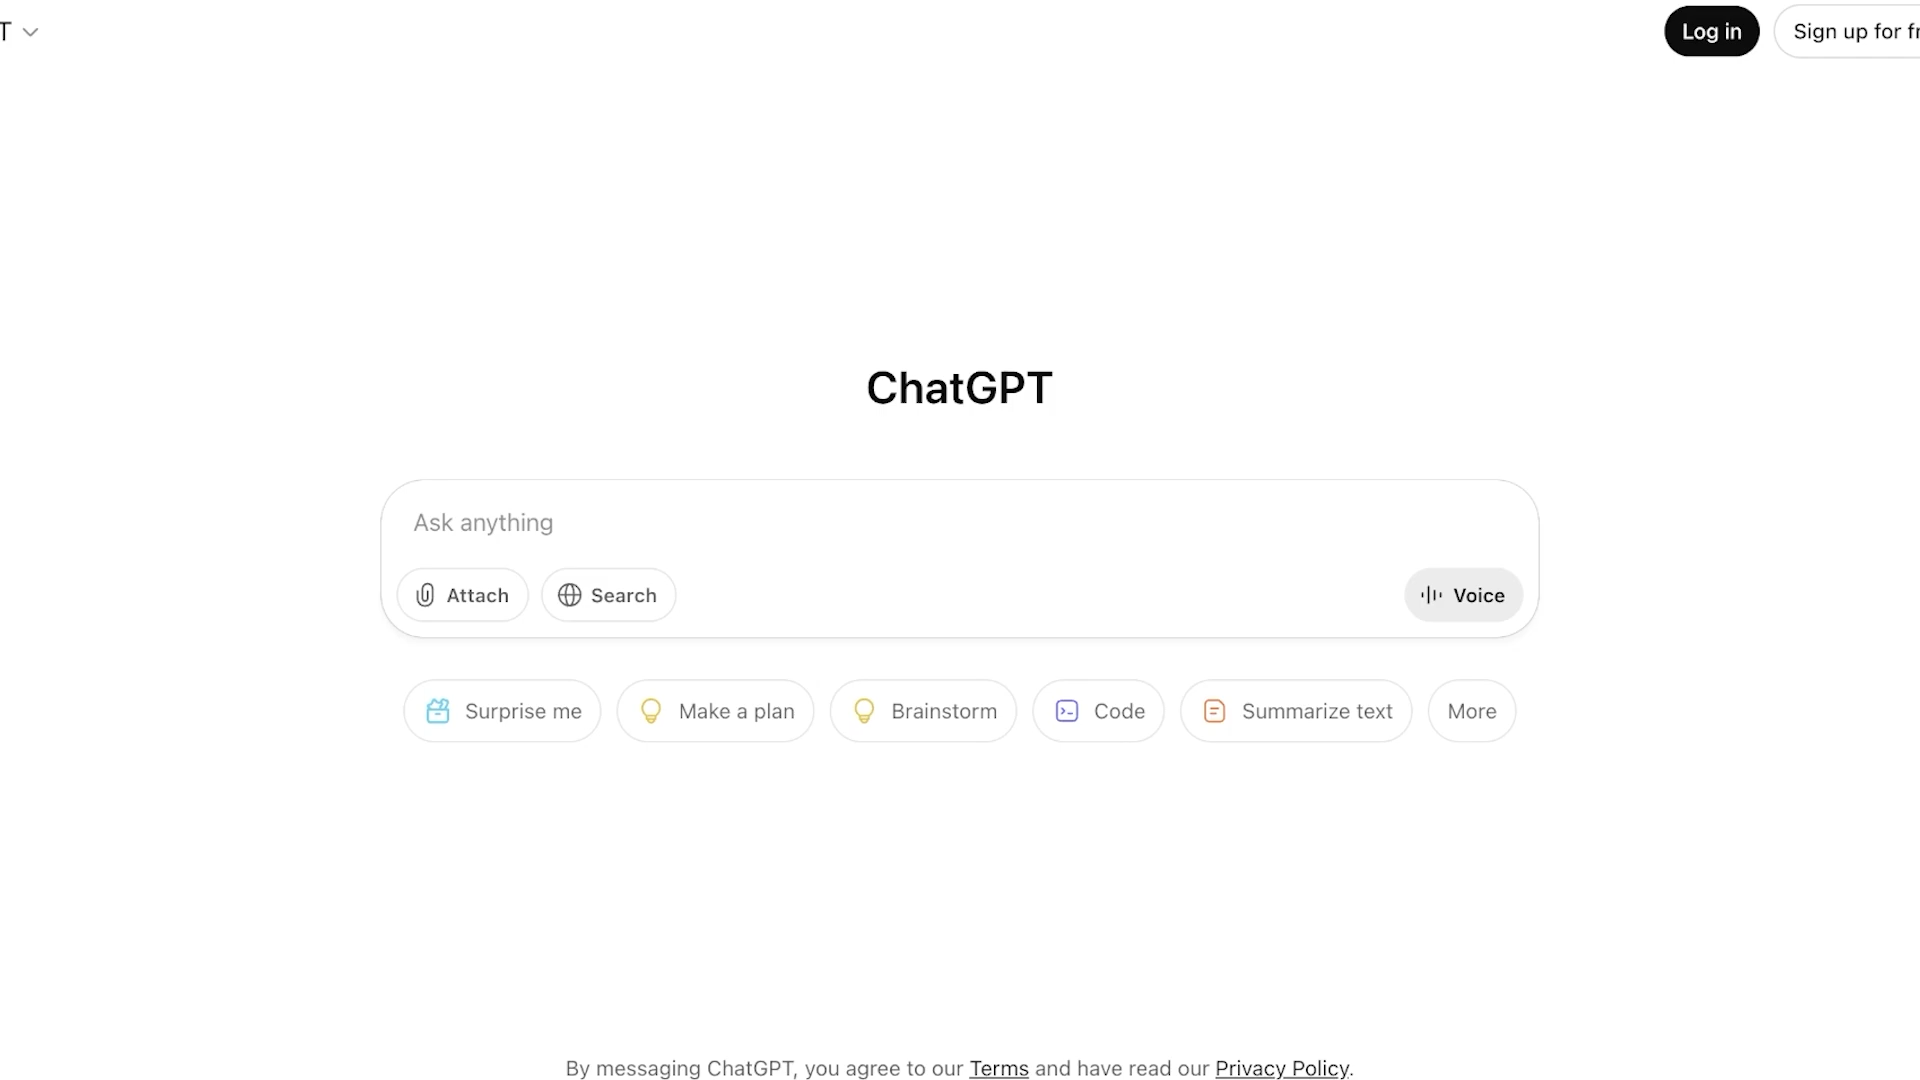 T
Log in
Sign up for fr
ChatGPT
Ask anything
Attach
Search
Voice
Surprise me
Make a plan
Brainstorm
Code
Summarize text
More
By messaging ChatGPT, you agree to our Terms and have read our Privacy Policy.